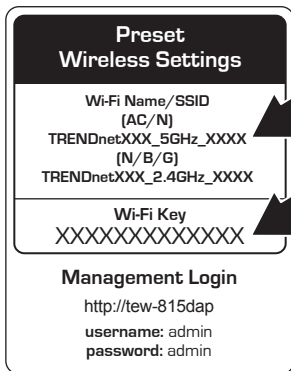 Preset
Wireless Settings
Wi-Fi Name/SSID
(AC/N)
TRENDnetXXX_5GHz_XXXX
(N/B/G)
TRENDnetXXX_2.4GHz_XXXX
Wi-Fi Key
XXXXXXXXXXXXX
Management Login
http://tew-815dap
username: admin
password: admin